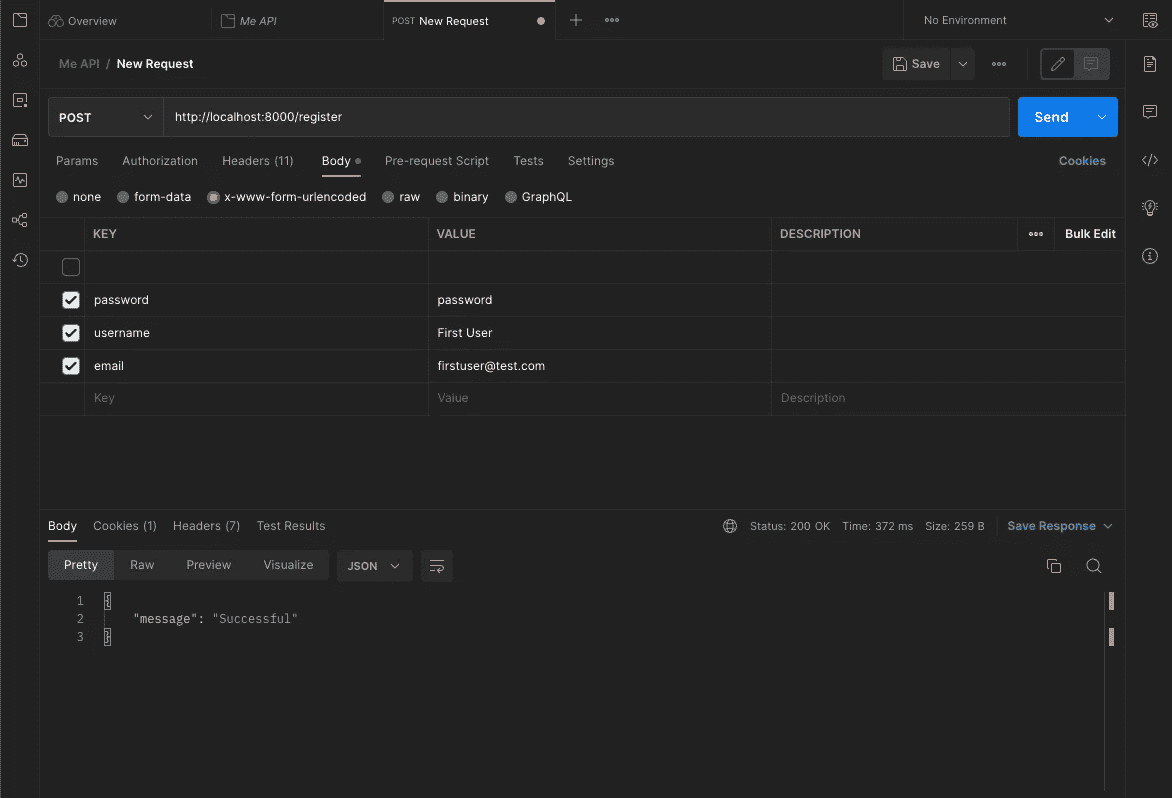 Overview Me API POST New Request No Environment
Me API / New Request Save
POST http://localhost:8000/register Send
Params Authorization Headers (11) Body Pre-request Script Tests Settings Cookies
none form-data x-www-form-urlencoded raw binary GraphQL
KEY VALUE DESCRIPTION Bulk Edit
password password
username First User
email firstuser@test.com
Key Value Description
Body Cookies (1) Headers (7) Test Results Status: 200 OK Time: 372 ms Size: 259 B Save Response
Pretty Raw Preview Visualize JSON
1 {
2 "message": "Successful"
3 }